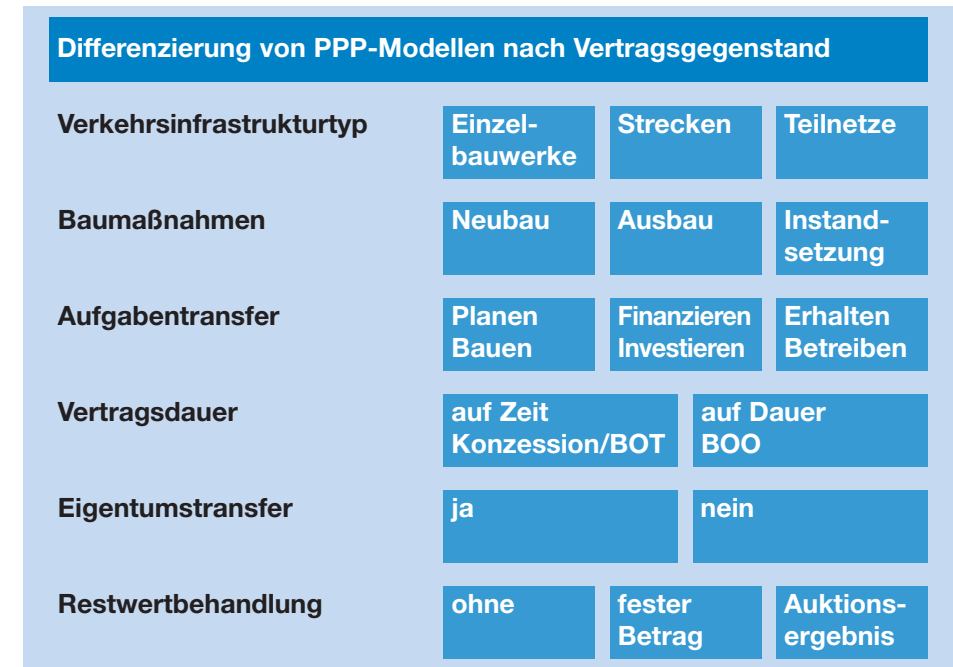 Differenzierung von PPP-Modellen nach Vertragsgegenstand
Verkehrsinfrastrukturtyp
Einzel-
bauwerke
Strecken
Teilnetze
Baumaßnahmen
Neubau
Ausbau
Instand-
setzung
Aufgabentransfer
Planen
Bauen
Finanzieren
Investieren
Erhalten
Betreiben
Vertragsdauer
auf Zeit
Konzession/BOT
auf Dauer
BOO
Eigentumstransfer
ja
nein
Restwertbehandlung
ohne
fester
Betrag
Auktions-
ergebnis